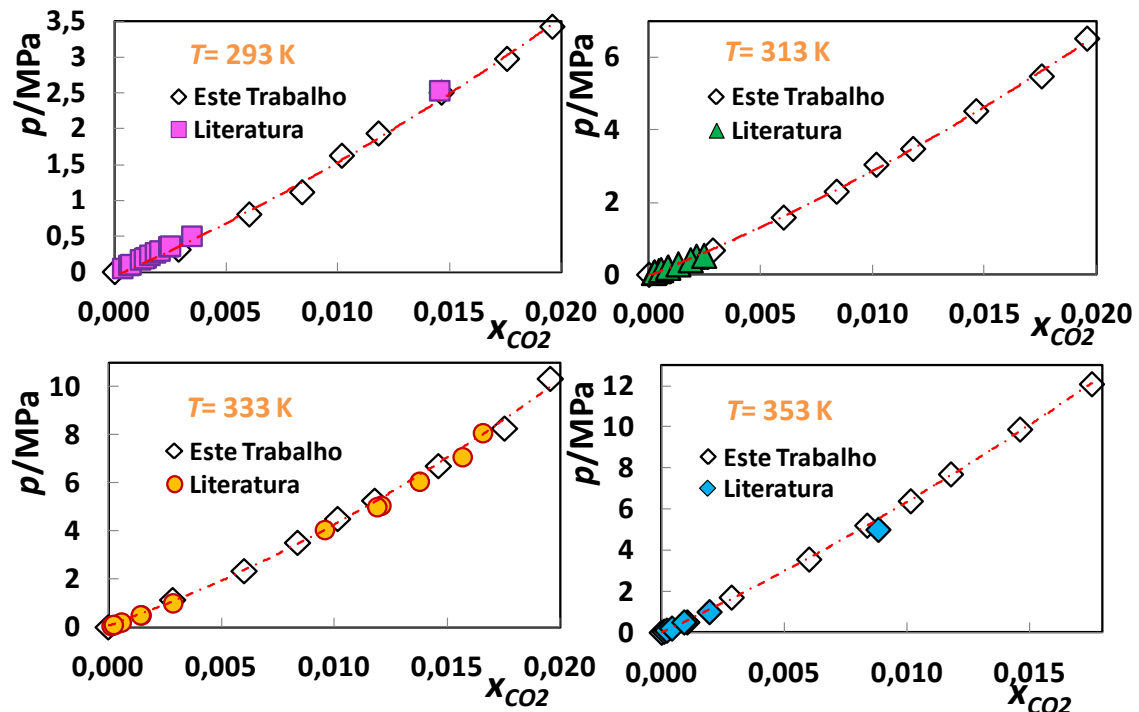 p/MPa
3,5
3
2,5
2
1,5
1
0,5
0
T= 293 K
Este Trabalho
Literatura
0,000 0,005 0,010 0,015 0,020
xCO2
p/MPa
6
4
2
0
T= 313 K
Este Trabalho
Literatura
0,000 0,005 0,010 0,015 0,020
xCO2
p/MPa
10
8
6
4
2
0
T= 333 K
Este Trabalho
Literatura
0,000 0,005 0,010 0,015 0,020
xCO2
p/MPa
12
10
8
6
4
2
0
T= 353 K
Este Trabalho
Literatura
0,000 0,005 0,010 0,015
xCO2